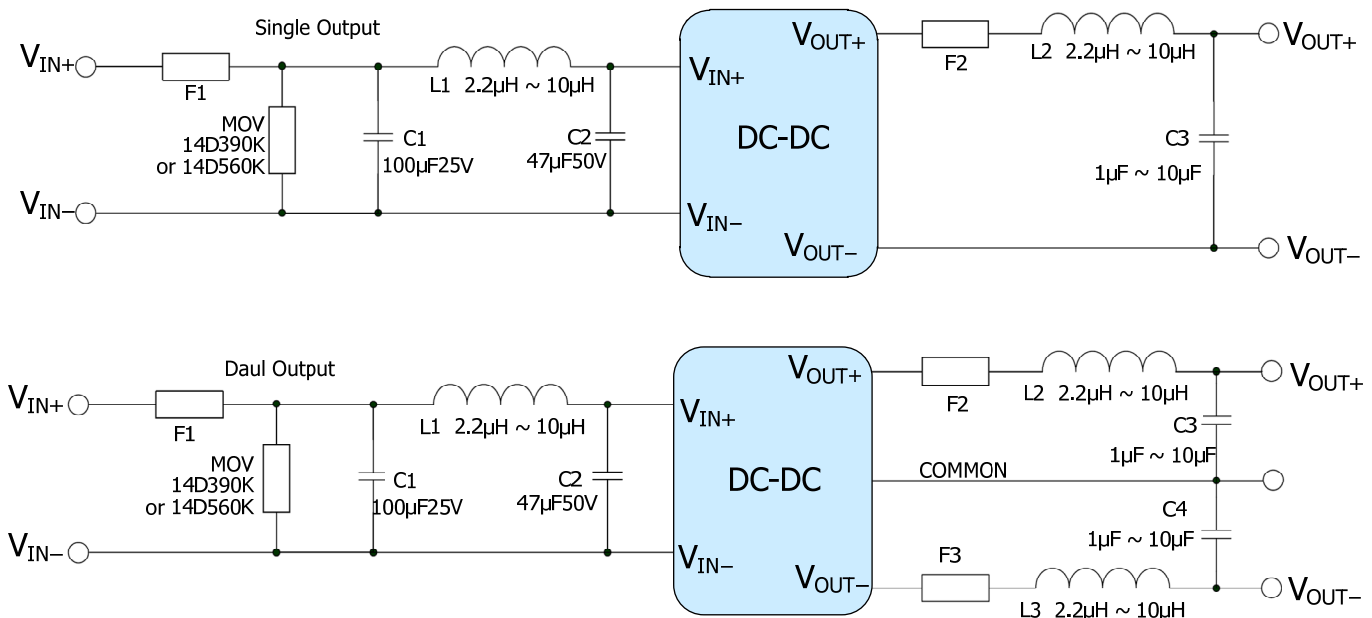 Single Output
VIN+
F1
MOV
14D390K
or 14D560K
C1
100µF25V
L1 2.2µH ~ 10µH
C2
47µF50V
VIN−
VIN+
DC-DC
VIN−
VOUT+
VOUT−
F2
L2 2.2µH ~ 10µH
C3
1µF ~ 10µF
VOUT+
VOUT−
Daul Output
VIN+
F1
MOV
14D390K
or 14D560K
C1
100µF25V
L1 2.2µH ~ 10µH
C2
47µF50V
VIN−
VIN+
DC-DC
VIN−
VOUT+
VOUT−
F2
L2 2.2µH ~ 10µH
C3
1µF ~ 10µF
COMMON
C4
1µF ~ 10µF
F3
L3 2.2µH ~ 10µH
VOUT+
VOUT−